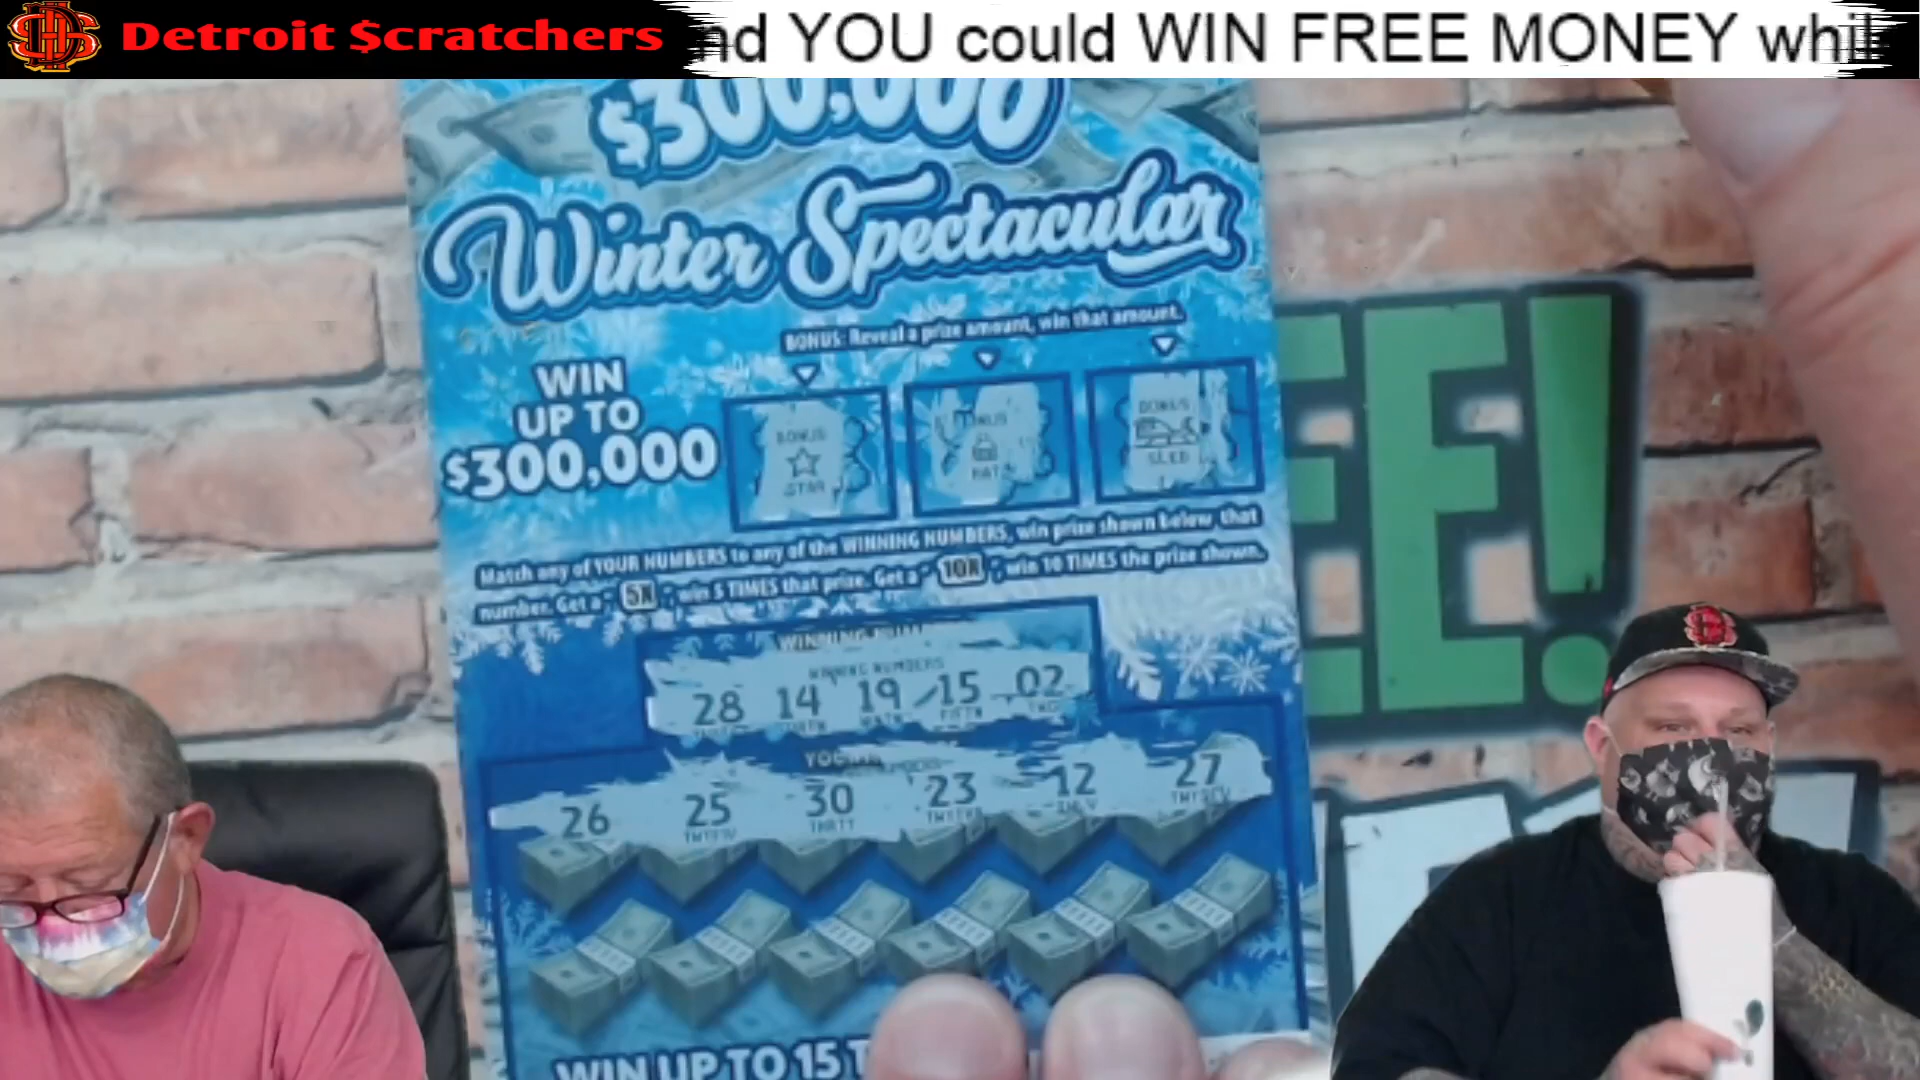 Detroit $cratchers
nd YOU could WIN FREE MONEY whil
$300,000
Winter Spectacular
BONUS: Reveal a prize amount, win that amount.
WIN
UP TO
$300,000
BONUS
STAR
HAT
BONUS
SLED
Match any of YOUR NUMBERS to any of the WINNING NUMBERS, win prize shown below that
number. Get a "5X", win 5 TIMES that prize. Get a "10X", win 10 TIMES the prize shown.
WINNING NUMBERS
28 14 19 15 02
TWO
26 25 30 23 12 27
THRTY
WIN UP TO 15 T
EE!